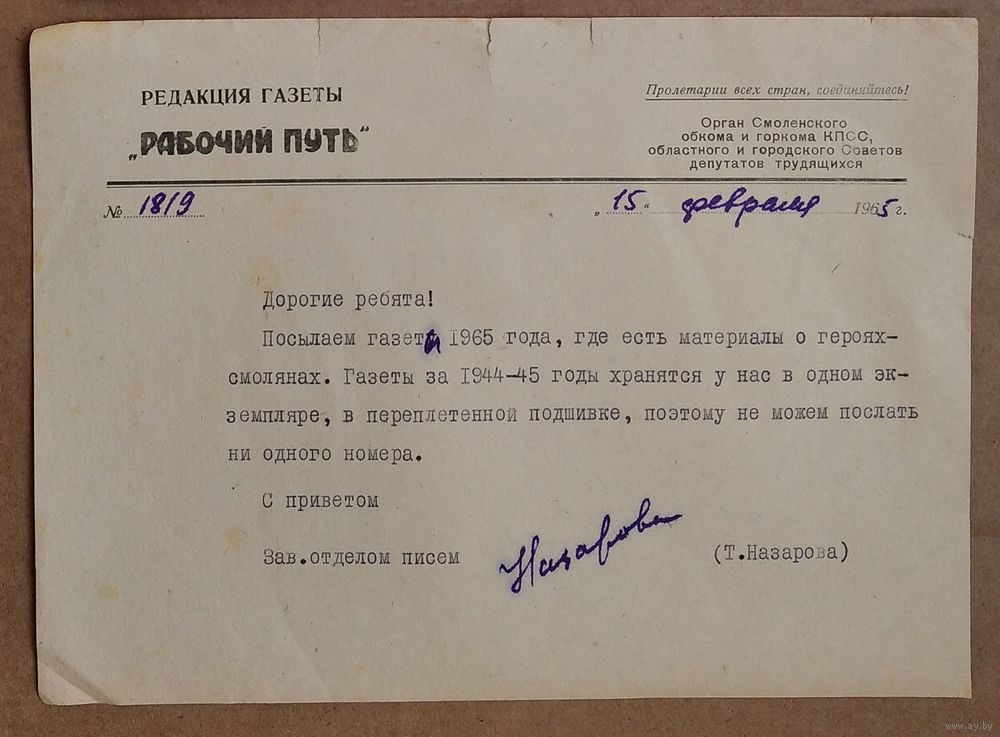 РЕДАКЦИЯ ГАЗЕТЫ
„РАБОЧИЙ ПУТЬ“
Пролетарии всех стран, соединяйтесь!
Орган Смоленского
обкома и горкома КПСС,
областного и городского Советов
депутатов трудящихся
№ 1819
„15“ февраля 1965 г.
Дорогие ребята!
Посылаем газеты 1965 года, где есть материалы о героях-
смолянах. Газеты за 1944-45 годы хранятся у нас в одном эк-
земпляре, в переплетенной подшивке, поэтому не можем послать
ни одного номера.
С приветом
Зав.отделом писем Назарова (Т.Назарова)
www.ay.by